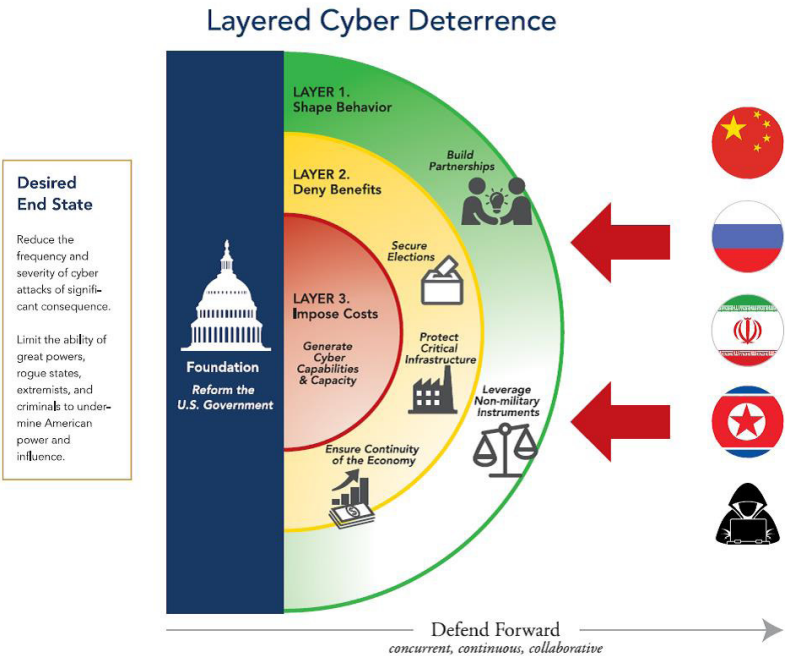 Layered Cyber Deterrence
Desired
End State
Reduce the
frequency and
severity of cyber
attacks of signifi-
cant consequence.
Limit the ability of
great powers,
rogue states,
extremists, and
criminals to under-
mine American
power and
influence.
Foundation
Reform the
U.S. Government
LAYER 1.
Shape Behavior
Build
Partnerships
LAYER 2.
Deny Benefits
Secure
Elections
LAYER 3.
Impose Costs
Generate
Cyber
Capabilities
& Capacity
Protect
Critical
Infrastructure
Leverage
Non-military
Instruments
Ensure Continuity
of the Economy
Defend Forward
concurrent, continuous, collaborative